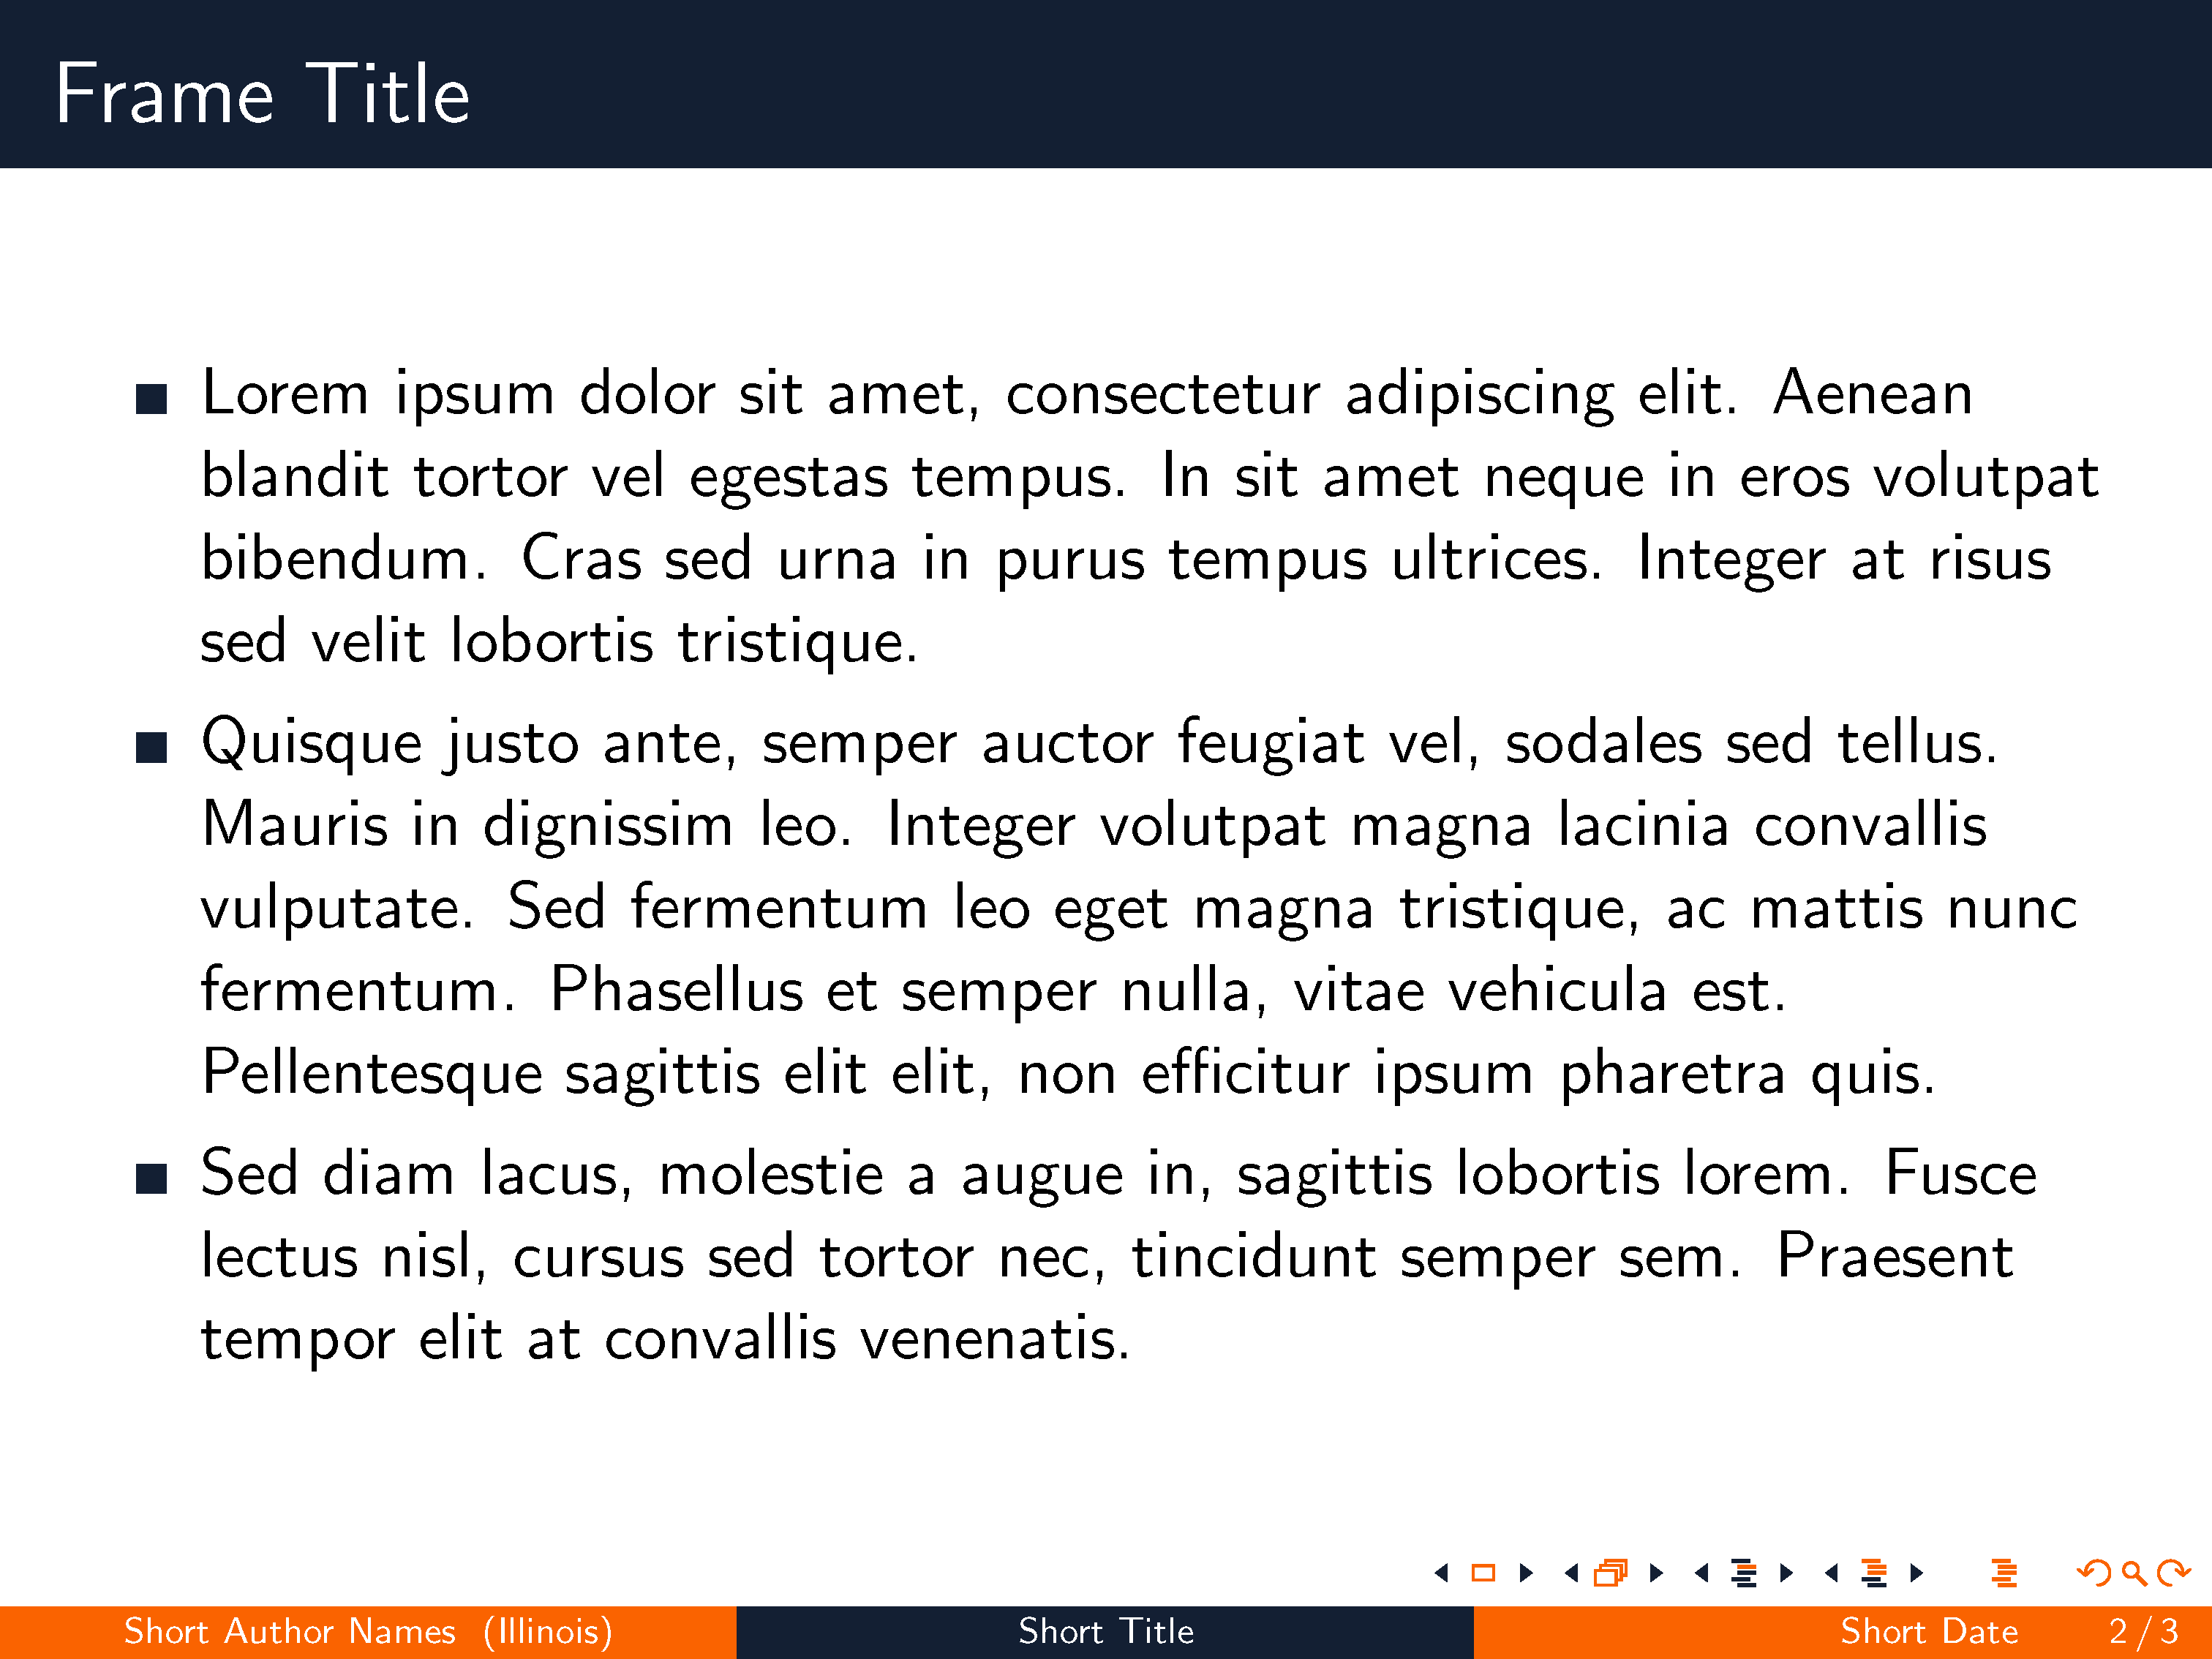 Frame Title
Lorem ipsum dolor sit amet, consectetur adipiscing elit. Aenean
blandit tortor vel egestas tempus. In sit amet neque in eros volutpat
bibendum. Cras sed urna in purus tempus ultrices. Integer at risus
sed velit lobortis tristique.
Quisque justo ante, semper auctor feugiat vel, sodales sed tellus.
Mauris in dignissim leo. Integer volutpat magna lacinia convallis
vulputate. Sed fermentum leo eget magna tristique, ac mattis nunc
fermentum. Phasellus et semper nulla, vitae vehicula est.
Pellentesque sagittis elit elit, non efficitur ipsum pharetra quis.
Sed diam lacus, molestie a augue in, sagittis lobortis lorem. Fusce
lectus nisl, cursus sed tortor nec, tincidunt semper sem. Praesent
tempor elit at convallis venenatis.
Short Author Names (Illinois) Short Title Short Date 2 / 3